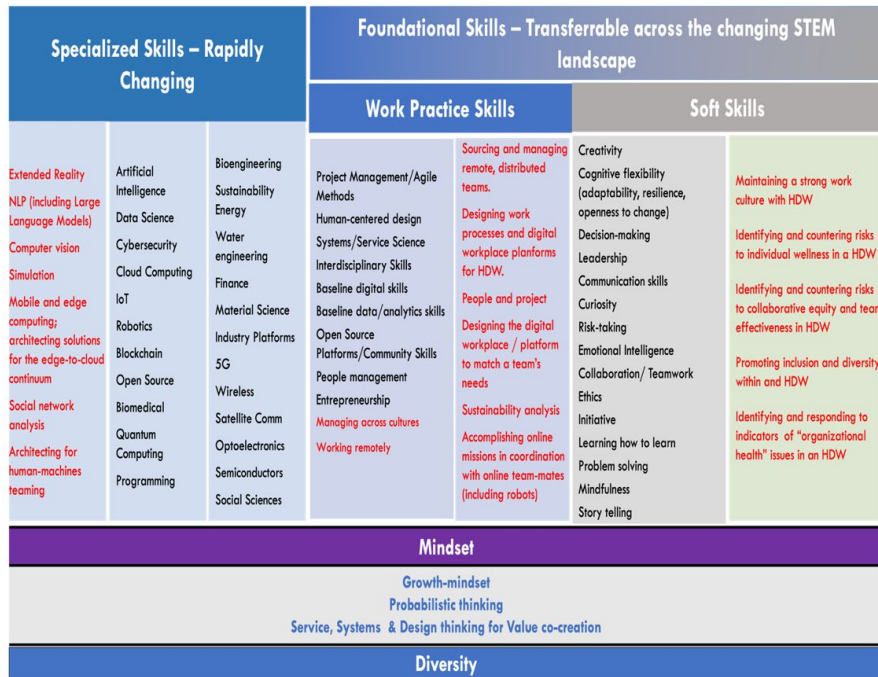 Specialized Skills – Rapidly
Changing
Foundational Skills – Transferrable across the changing STEM
landscape
Work Practice Skills
Soft Skills
Extended Reality
NLP (including Large
Language Models)
Computer vision
Simulation
Mobile and edge
computing;
architecting solutions
for the edge-to-cloud
continuum
Social network
analysis
Architecting for
human-machines
teaming
Artificial
Intelligence
Data Science
Cybersecurity
Cloud Computing
IoT
Robotics
Blockchain
Open Source
Biomedical
Quantum
Computing
Programming
Bioengineering
Sustainability
Energy
Water
engineering
Finance
Material Science
Industry Platforms
5G
Wireless
Satellite Comm
Optoelectronics
Semiconductors
Social Sciences
Project Management/Agile
Methods
Human-centered design
Systems/Service Science
Interdisciplinary Skills
Baseline digital skills
Baseline data/analytics skills
Open Source
Platforms/Community Skills
People management
Entrepreneurship
Managing across cultures
Working remotely
Sourcing and managing
remote, distributed
teams.
Designing work
processes and digital
workplace planforms
for HDW.
People and project
Designing the digital
workplace / platform
to match a team's
needs
Sustainability analysis
Accomplishing online
missions in coordination
with online team-mates
(including robots)
Creativity
Cognitive flexibility
(adaptability, resilience,
openness to change)
Decision-making
Leadership
Communication skills
Curiosity
Risk-taking
Emotional Intelligence
Collaboration/ Teamwork
Ethics
Initiative
Learning how to learn
Problem solving
Mindfulness
Story telling
Maintaining a strong work
culture with HDW
Identifying and countering risks
to individual wellness in a HDW
Identifying and countering risks
to collaborative equity and team
effectiveness in HDW
Promoting inclusion and diversity
within and HDW
Identifying and responding to
indicators of "organizational
health" issues in an HDW
Mindset
Growth-mindset
Probabilistic thinking
Service, Systems & Design thinking for Value co-creation
Diversity